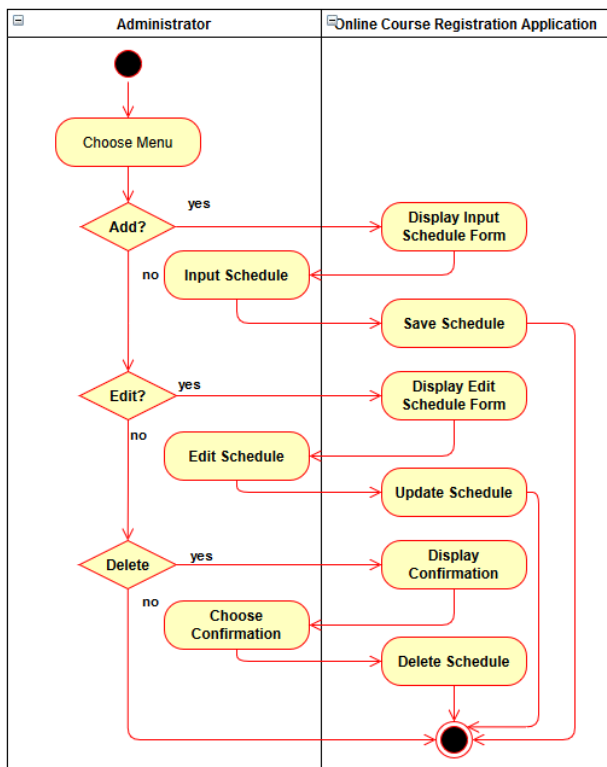 Administrator
Online Course Registration Application
Choose Menu
Add?
yes
Display Input
Schedule Form
no
Input Schedule
Save Schedule
Edit?
yes
Display Edit
Schedule Form
no
Edit Schedule
Update Schedule
Delete
yes
Display
Confirmation
no
Choose
Confirmation
Delete Schedule